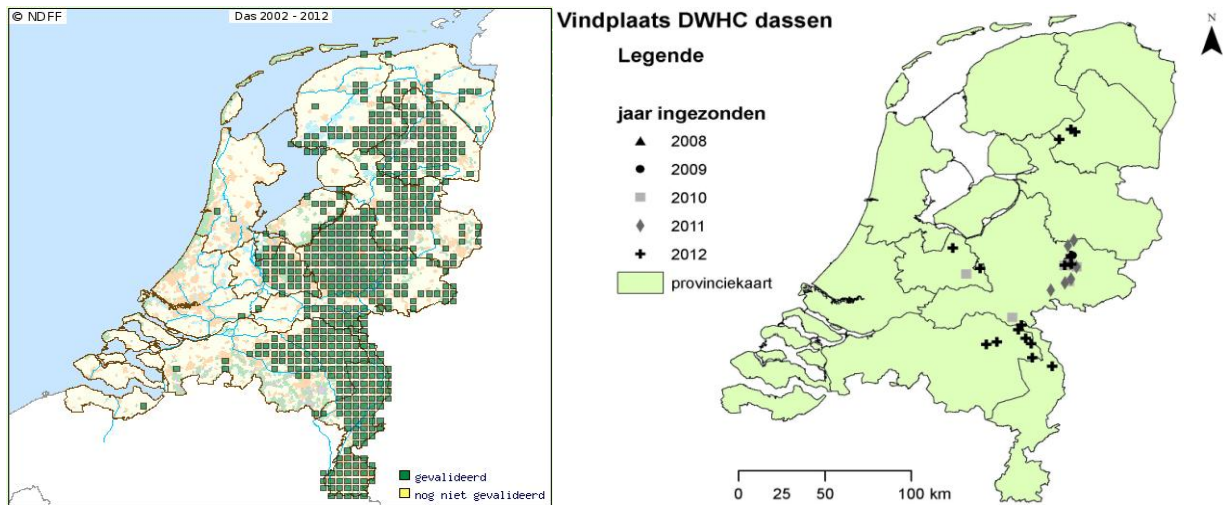 © NDFF
Das 2002 - 2012
gevalideerd
nog niet gevalideerd
Vindplaats DWHC dassen
Legende
jaar ingezonden
2008
2009
2010
2011
2012
provinciekaart
N
0 25 50 100 km